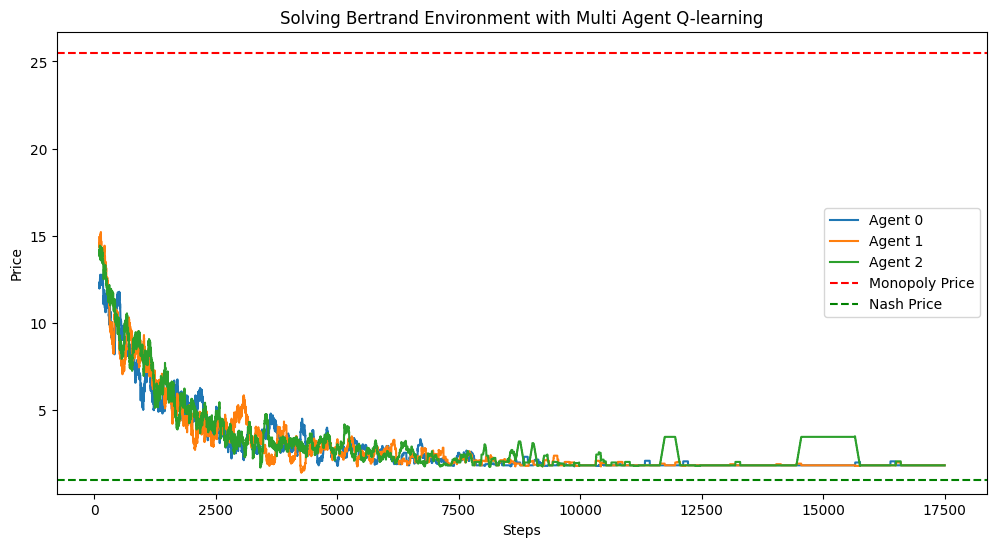 Solving Bertrand Environment with Multi Agent Q-learning
Price
25
20
15
10
5
Agent 0
Agent 1
Agent 2
Monopoly Price
Nash Price
0 2500 5000 7500 10000 12500 15000 17500
Steps